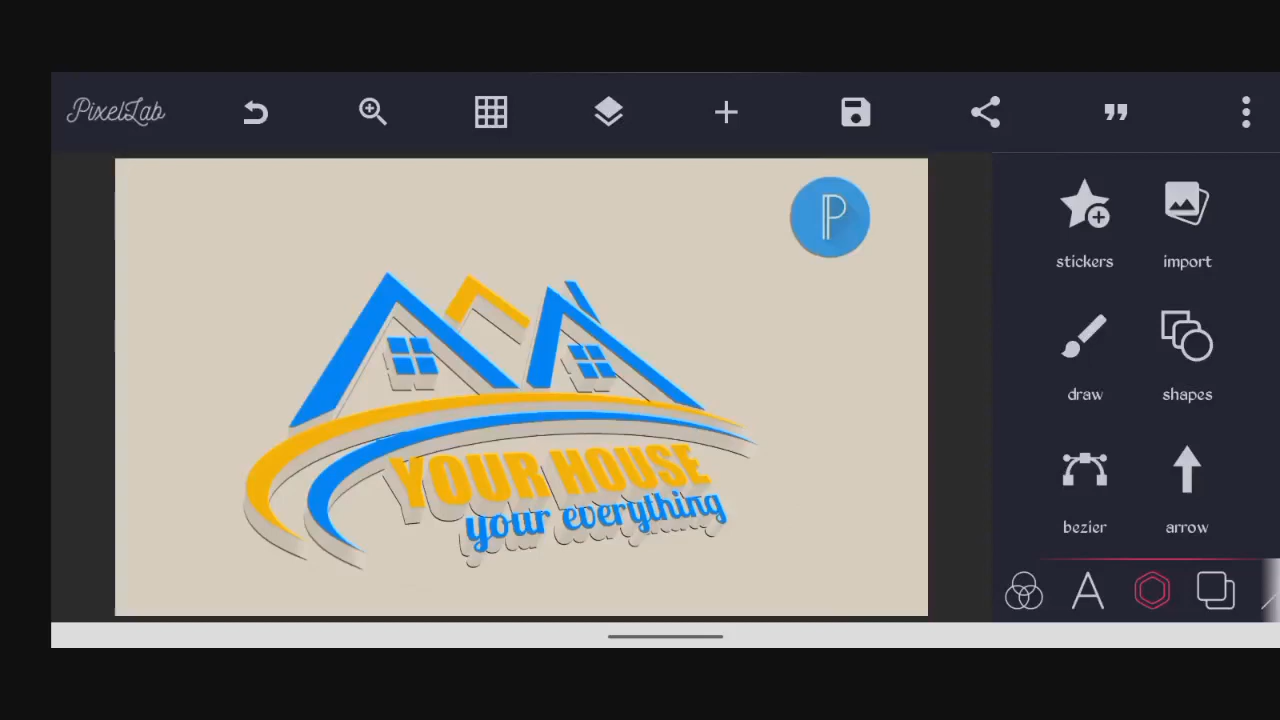 PixelLab
P
stickers
import
draw
shapes
YOUR HOUSE
your everything
bezier
arrow
A